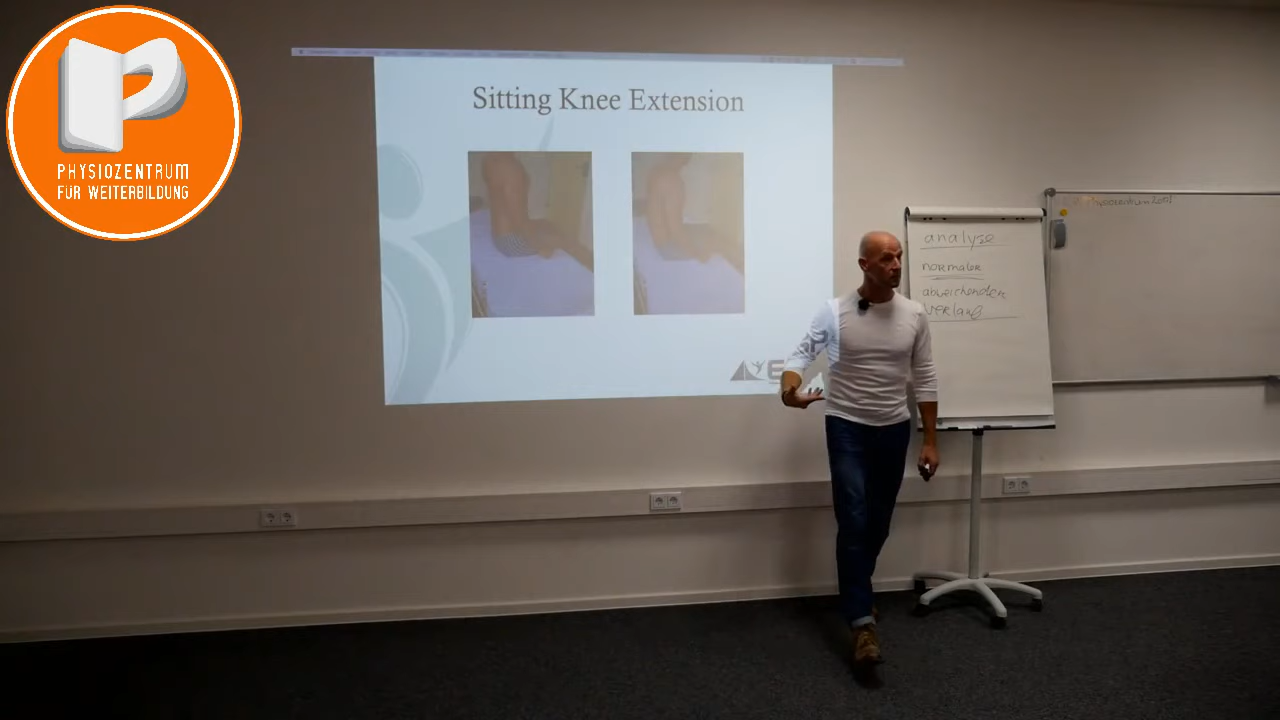 PHYSIOZENTRUM
FÜR WEITERBILDUNG
Sitting Knee Extension
analyse
normaler
abweichender
Verlauf